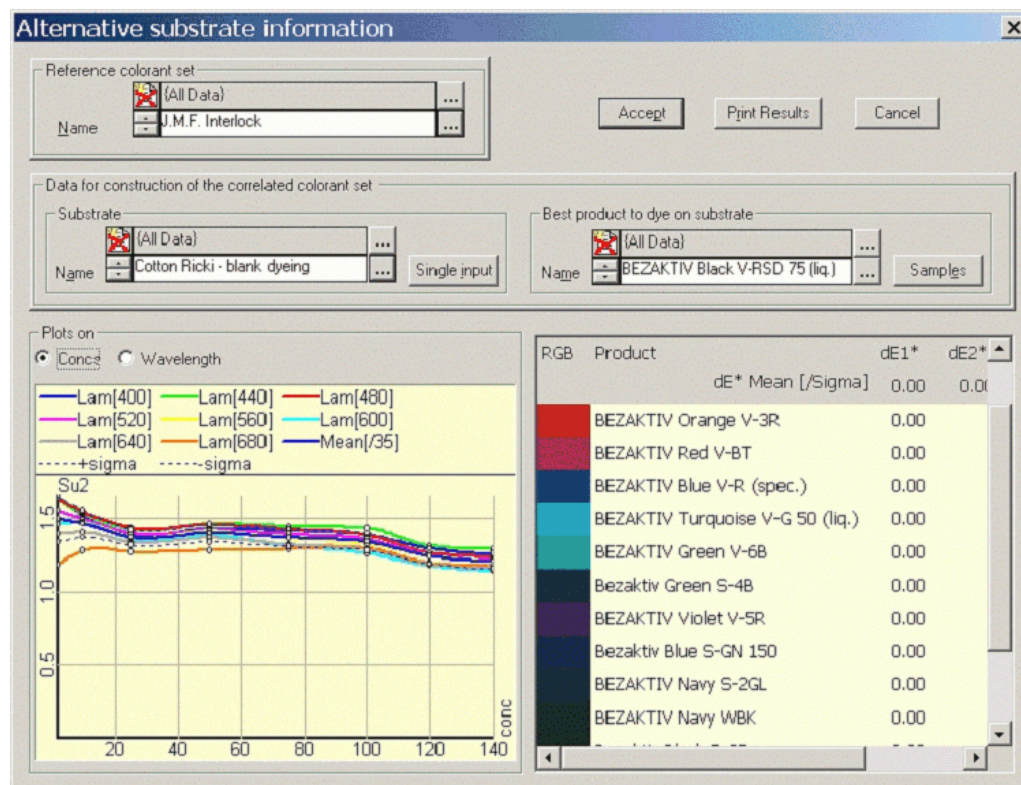 Alternative substrate information
Reference colorant set
{All Data}
...
Name
J.M.F. Interlock
...
Accept
Print Results
Cancel
Data for construction of the correlated colorant set
Substrate
{All Data}
...
Name
Cotton Ricki - blank dyeing
...
Single input
Best product to dye on substrate
{All Data}
...
Name
BEZAKTIV Black V-RSD 75 (liq.)
...
Samples
Plots on
Concs
Wavelength
Lam[400] Lam[440] Lam[480]
Lam[520] Lam[560] Lam[600]
Lam[640] Lam[680] Mean[/35]
+sigma -sigma
Su2
1.5
1.0
0.5
conc
20 40 60 80 100 120 140
RGB Product dE1* dE2*
dE* Mean [/Sigma] 0.00 0.0
BEZAKTIV Orange V-3R 0.00
BEZAKTIV Red V-BT 0.00
BEZAKTIV Blue V-R (spec.) 0.00
BEZAKTIV Turquoise V-G 50 (liq.) 0.00
BEZAKTIV Green V-6B 0.00
Bezaktiv Green S-4B 0.00
BEZAKTIV Violet V-5R 0.00
Bezaktiv Blue S-GN 150 0.00
BEZAKTIV Navy S-2GL 0.00
BEZAKTIV Navy WBK 0.00